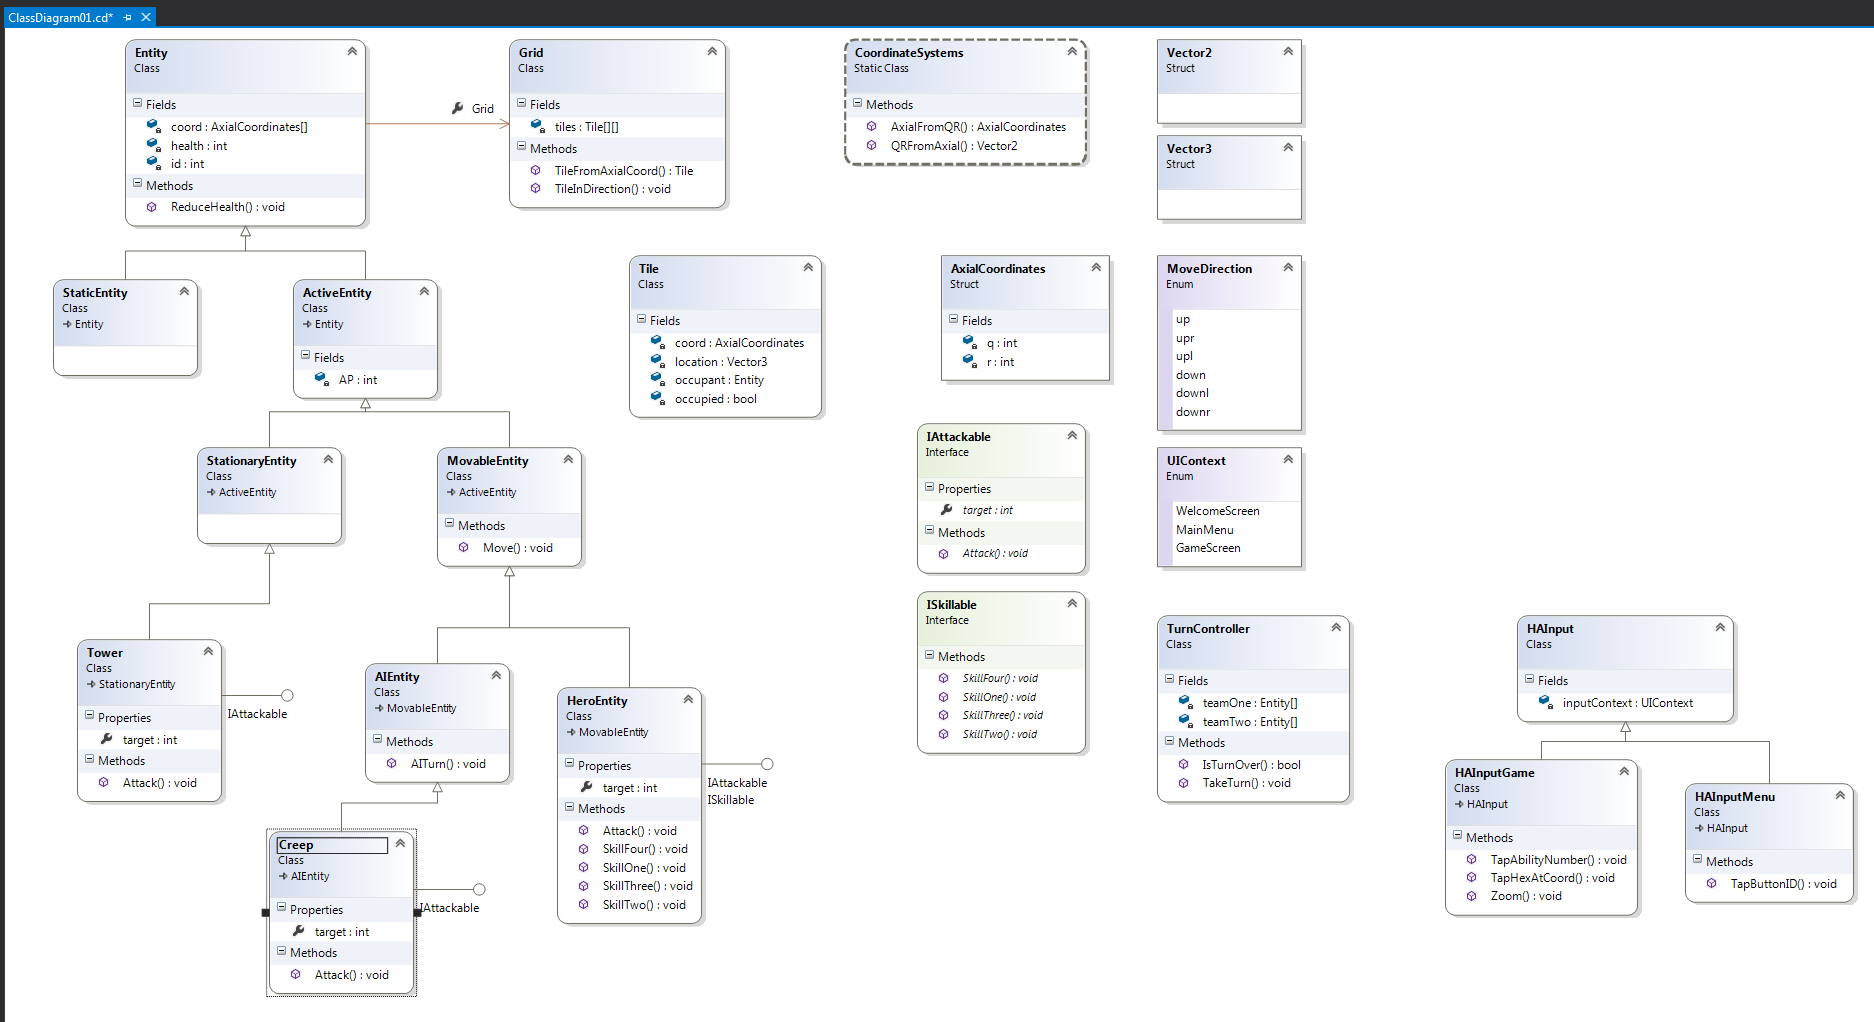 ClassDiagram01.cd*
Entity
Class
Fields
coord : AxialCoordinates[]
health : int
id : int
Methods
ReduceHealth() : void
Grid
Grid
Class
Fields
tiles : Tile[][]
Methods
TileFromAxialCoord() : Tile
TileInDirection() : void
CoordinateSystems
Static Class
Methods
AxialFromQR() : AxialCoordinates
QRFromAxial() : Vector2
Vector2
Struct
Vector3
Struct
StaticEntity
Class
Entity
ActiveEntity
Class
Entity
Fields
AP : int
Tile
Class
Fields
coord : AxialCoordinates
location : Vector3
occupant : Entity
occupied : bool
AxialCoordinates
Struct
Fields
q : int
r : int
MoveDirection
Enum
up
upr
upl
down
downl
downr
StationaryEntity
Class
ActiveEntity
MovableEntity
Class
ActiveEntity
Methods
Move() : void
IAttackable
Interface
Properties
target : int
Methods
Attack() : void
UIContext
Enum
WelcomeScreen
MainMenu
GameScreen
ISkillable
Interface
Methods
SkillFour() : void
SkillOne() : void
SkillThree() : void
SkillTwo() : void
TurnController
Class
Fields
teamOne : Entity[]
teamTwo : Entity[]
Methods
IsTurnOver() : bool
TakeTurn() : void
HAInput
Class
Fields
inputContext : UIContext
Tower
Class
StationaryEntity
Properties
target : int
Methods
Attack() : void
IAttackable
AIEntity
Class
MovableEntity
Methods
AITurn() : void
HeroEntity
Class
MovableEntity
Properties
target : int
Methods
Attack() : void
SkillFour() : void
SkillOne() : void
SkillThree() : void
SkillTwo() : void
IAttackable
ISkillable
HAInputGame
Class
HAInput
Methods
TapAbilityNumber() : void
TapHexAtCoord() : void
Zoom() : void
HAInputMenu
Class
HAInput
Methods
TapButtonID() : void
Creep
Class
AIEntity
Properties
target : int
Methods
Attack() : void
IAttackable